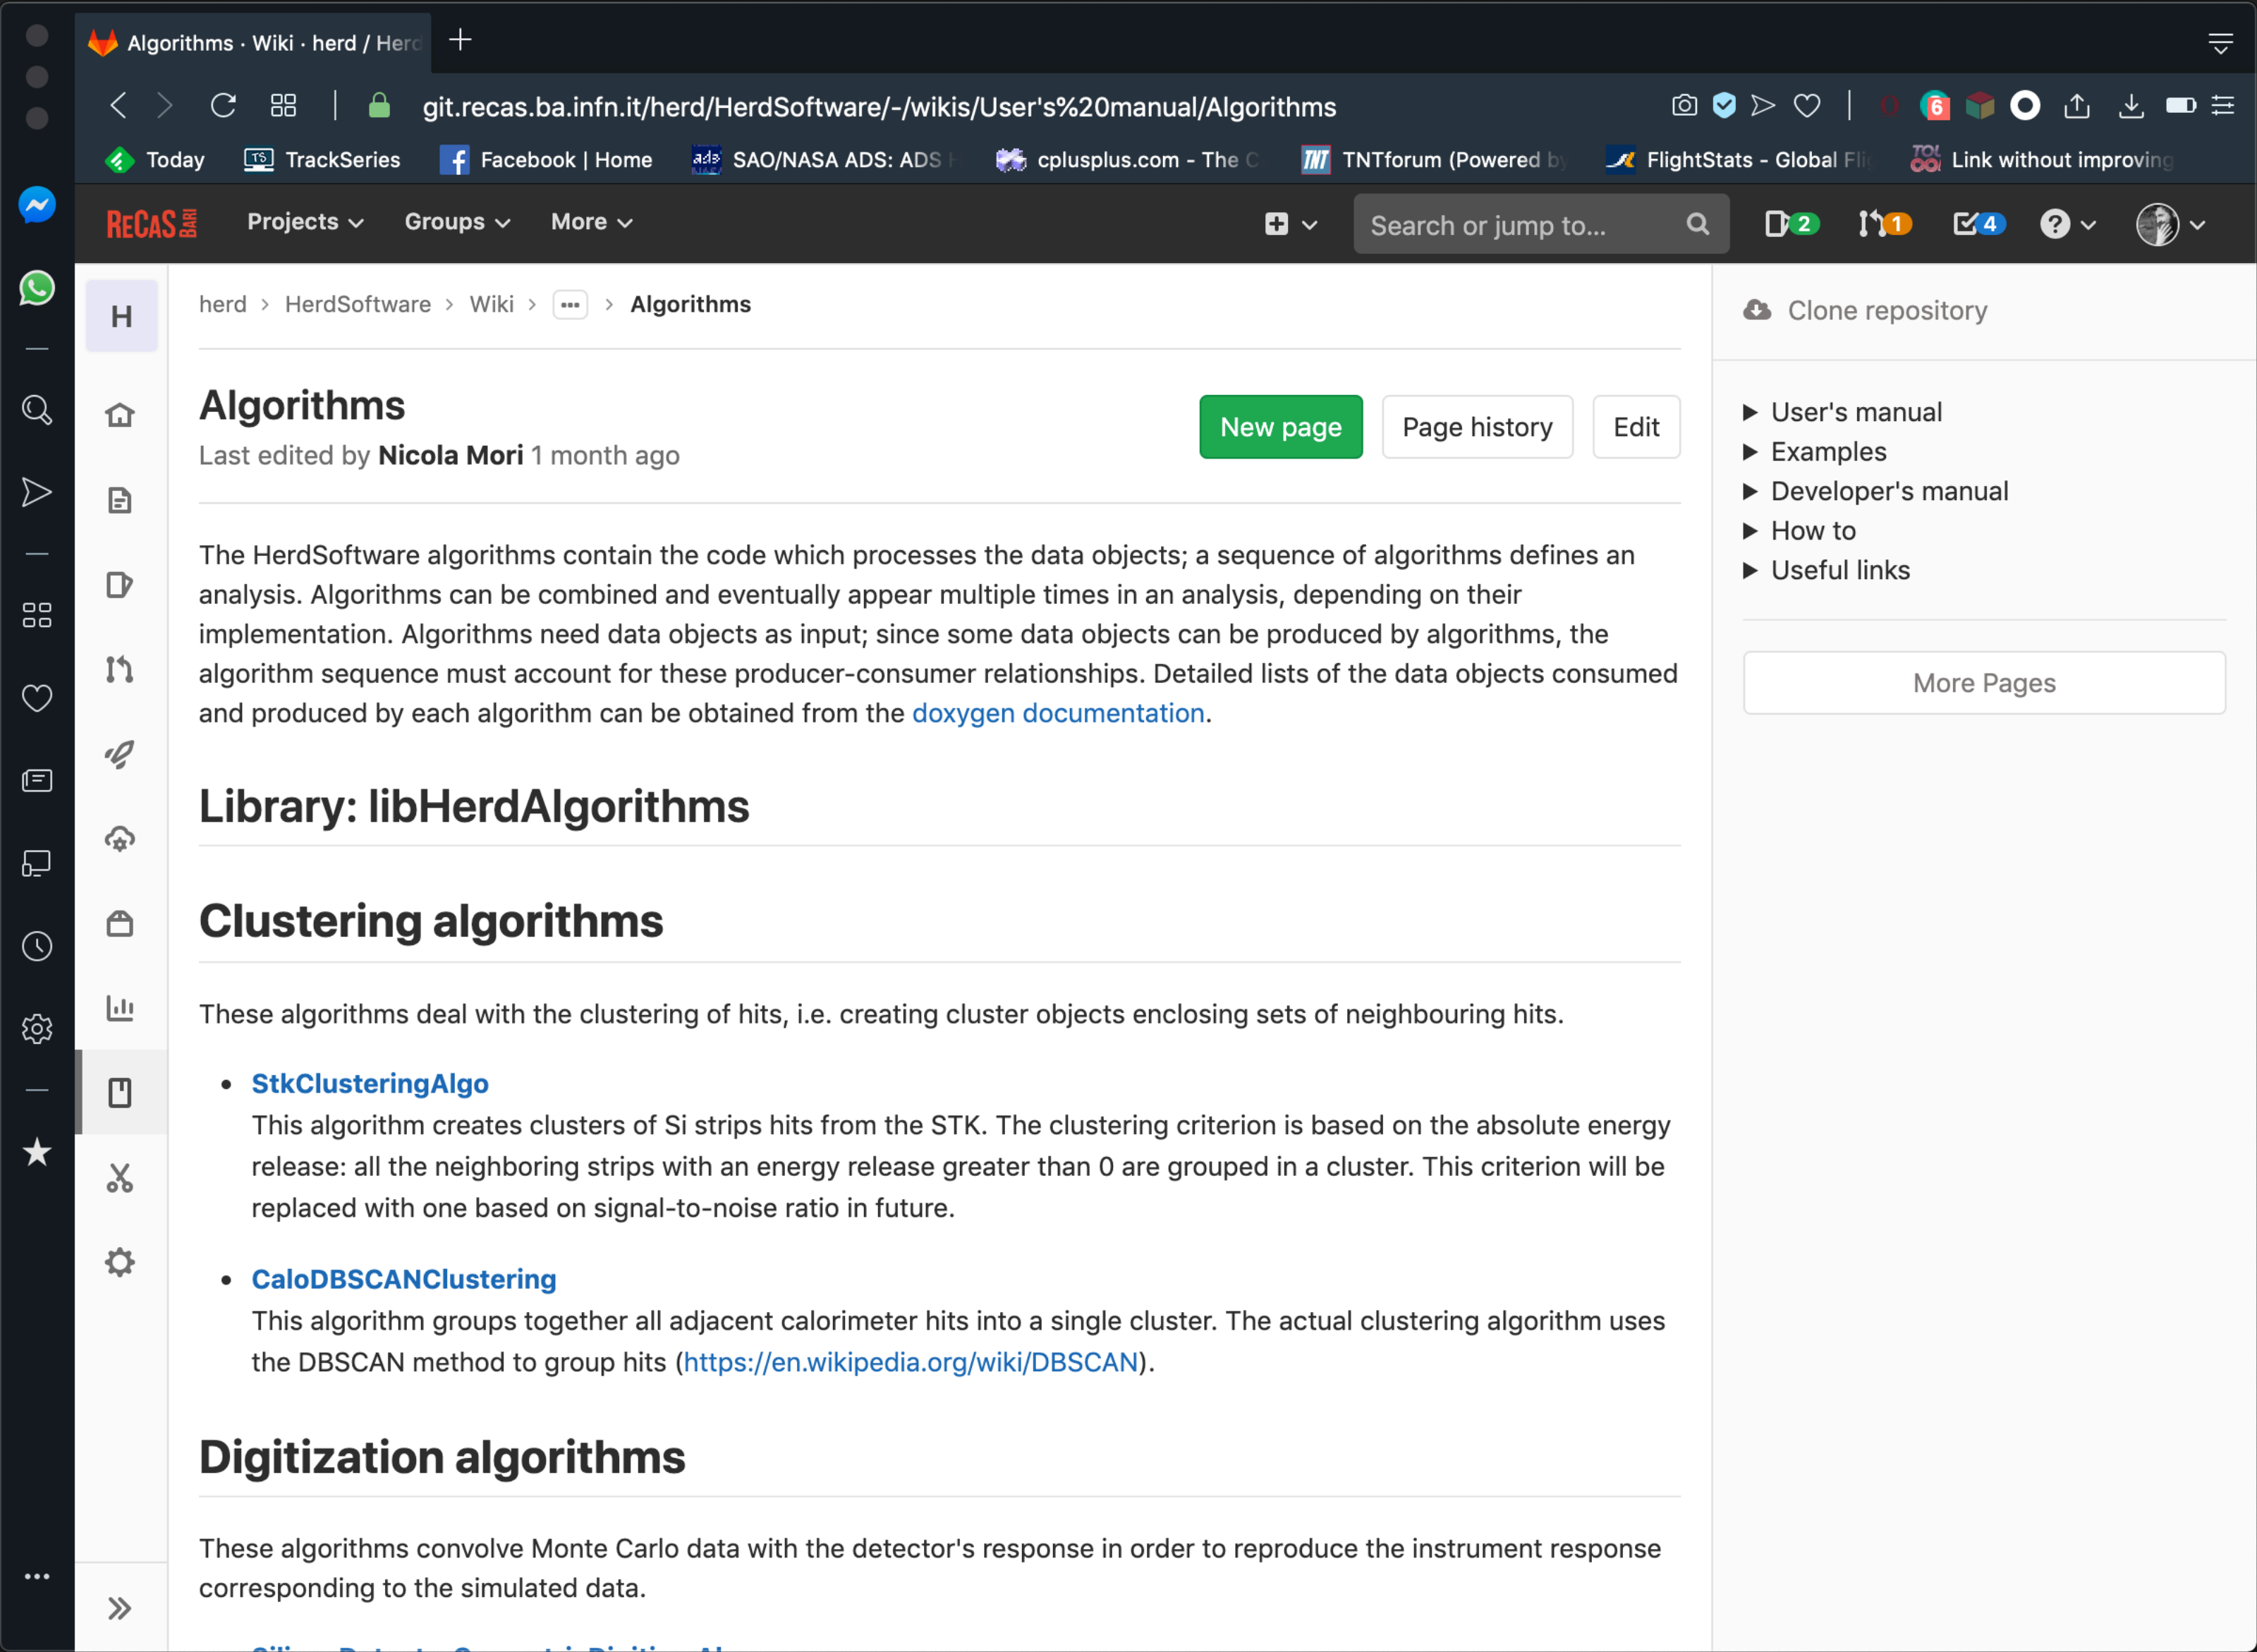 Algorithms · Wiki · herd / Herd
git.recas.ba.infn.it/herd/HerdSoftware/-/wikis/User's%20manual/Algorithms
6
Today
TS TrackSeries
Facebook | Home
ads SAO/NASA ADS: ADS
cplusplus.com - The C
TNT TNTforum (Powered by
FlightStats - Global Fli
Link without improving
ReCaS BARI
Projects
Groups
More
Search or jump to...
2
1
4
H
herd › HerdSoftware › Wiki › ... › Algorithms
Algorithms
New page
Page history
Edit
Last edited by Nicola Mori 1 month ago
The HerdSoftware algorithms contain the code which processes the data objects; a sequence of algorithms defines an
analysis. Algorithms can be combined and eventually appear multiple times in an analysis, depending on their
implementation. Algorithms need data objects as input; since some data objects can be produced by algorithms, the
algorithm sequence must account for these producer-consumer relationships. Detailed lists of the data objects consumed
and produced by each algorithm can be obtained from the doxygen documentation.
Library: libHerdAlgorithms
Clustering algorithms
These algorithms deal with the clustering of hits, i.e. creating cluster objects enclosing sets of neighbouring hits.
• StkClusteringAlgo
This algorithm creates clusters of Si strips hits from the STK. The clustering criterion is based on the absolute energy
release: all the neighboring strips with an energy release greater than 0 are grouped in a cluster. This criterion will be
replaced with one based on signal-to-noise ratio in future.
• CaloDBSCANClustering
This algorithm groups together all adjacent calorimeter hits into a single cluster. The actual clustering algorithm uses
the DBSCAN method to group hits (https://en.wikipedia.org/wiki/DBSCAN).
Digitization algorithms
These algorithms convolve Monte Carlo data with the detector's response in order to reproduce the instrument response
corresponding to the simulated data.
Clone repository
User's manual
Examples
Developer's manual
How to
Useful links
More Pages